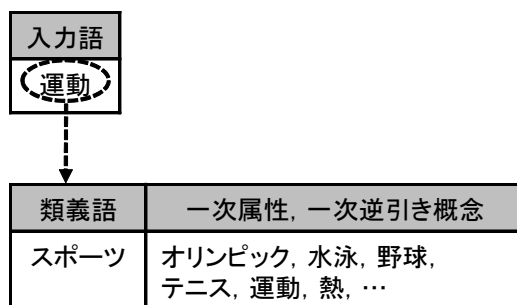 入力語
運動
類義語 一次属性, 一次逆引き概念
スポーツ オリンピック, 水泳, 野球,
テニス, 運動, 熱, …